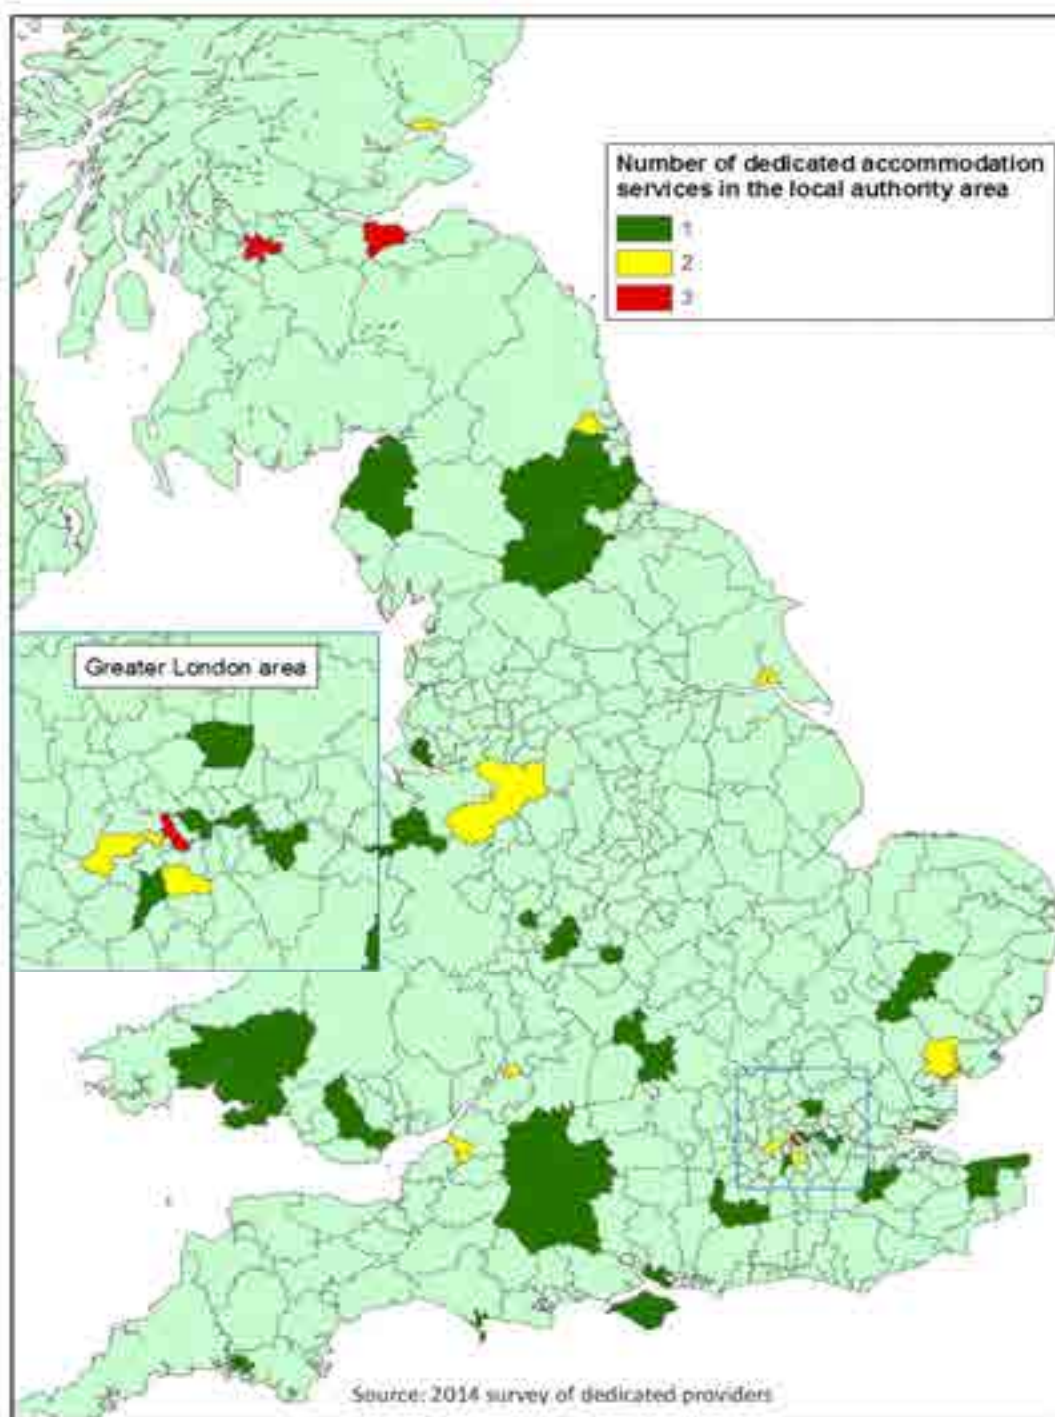 Number of dedicated accommodation
services in the local authority area
1
2
3
Greater London area
Source: 2014 survey of dedicated providers